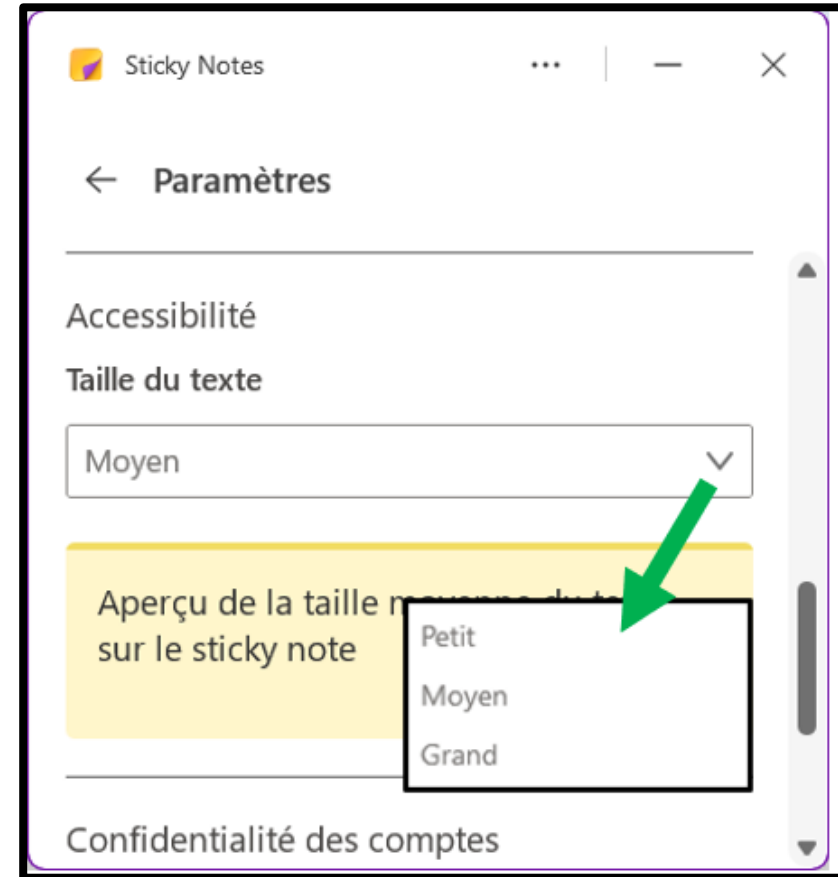 Sticky Notes
Paramètres
Accessibilité
Taille du texte
Moyen
Aperçu de la taille
sur le sticky note
Petit
Moyen
Grand
Confidentialité des comptes